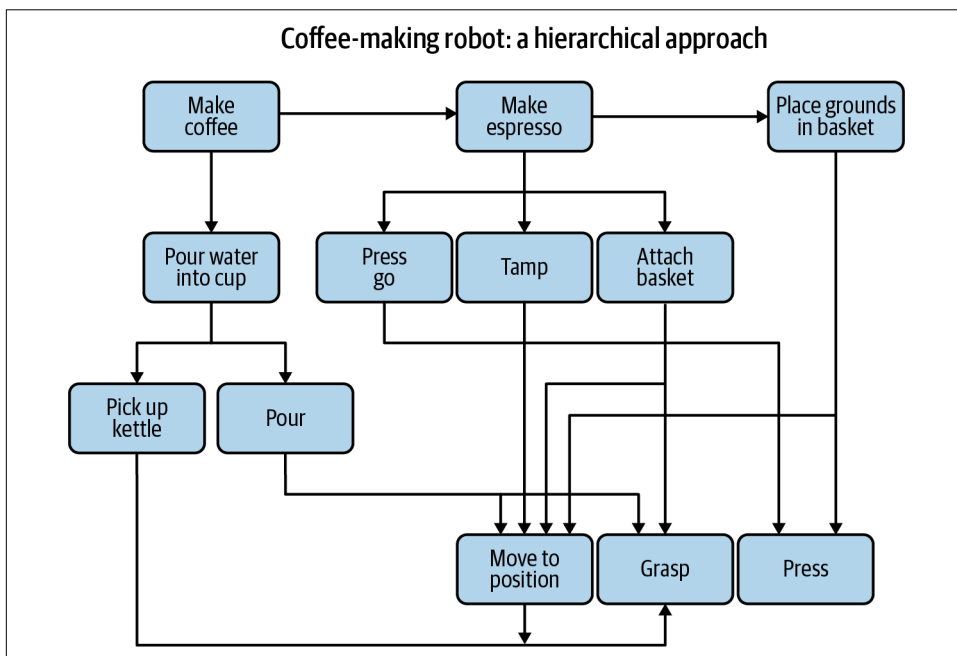 Coffee-making robot: a hierarchical approach
Make
coffee
Make
espresso
Place grounds
in basket
Pour water
into cup
Press
go
Tamp
Attach
basket
Pick up
kettle
Pour
Move to
position
Grasp
Press